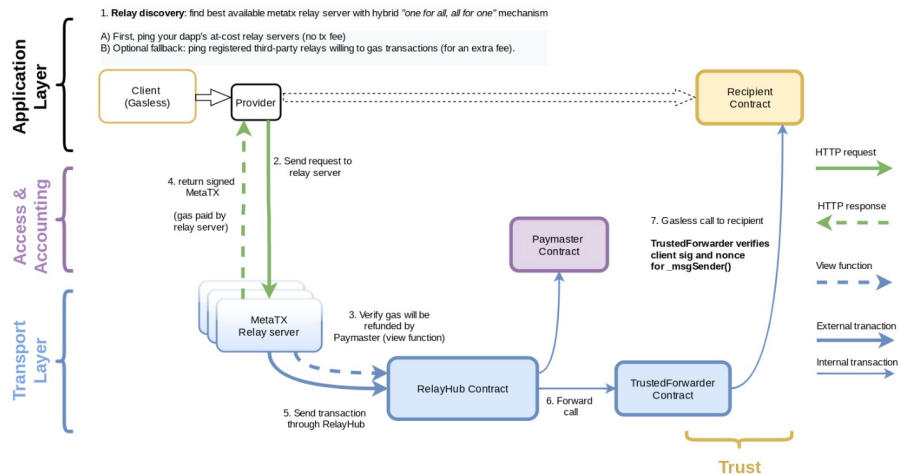 1. Relay discovery: find best available metatx relay server with hybrid "one for all, all for one" mechanism
A) First, ping your dapp's at-cost relay servers (no tx fee)
B) Optional fallback: ping registered third-party relays willing to gas transactions (for an extra fee).
Application
Layer
Client
(Gasless)
Provider
Recipient
Contract
2. Send request to
relay server
4. return signed
MetaTX
(gas paid by
relay server)
HTTP request
HTTP response
View function
External tranaction
Internal transaction
Access &
Accounting
Paymaster
Contract
7. Gasless call to recipient
TrustedForwarder verifies
client sig and nonce
for _msgSender()
Transport
Layer
MetaTX
Relay server
3. Verify gas will be
refunded by
Paymaster (view function)
RelayHub Contract
TrustedForwarder
Contract
5. Send transaction
through RelayHub
6. Forward
call
Trust